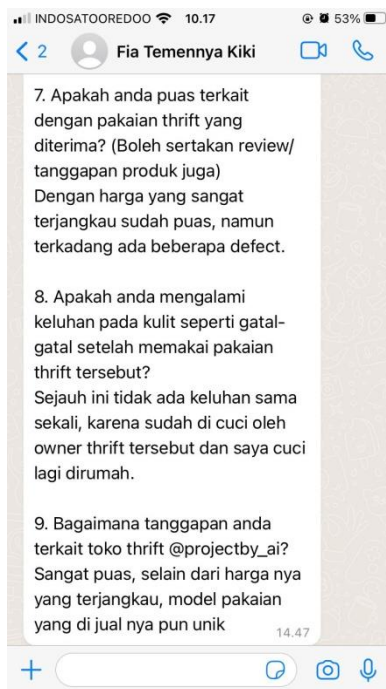 INDOSATOOREDOO 10.17 53%
2 Fia Temennya Kiki
7. Apakah anda puas terkait
dengan pakaian thrift yang
diterima? (Boleh sertakan review/
tanggapan produk juga)
Dengan harga yang sangat
terjangkau sudah puas, namun
terkadang ada beberapa defect.
8. Apakah anda mengalami
keluhan pada kulit seperti gatal-
gatal setelah memakai pakaian
thrift tersebut?
Sejauh ini tidak ada keluhan sama
sekali, karena sudah di cuci oleh
owner thrift tersebut dan saya cuci
lagi dirumah.
9. Bagaimana tanggapan anda
terkait toko thrift @projectby_ai?
Sangat puas, selain dari harga nya
yang terjangkau, model pakaian
yang di jual nya pun unik
14.47